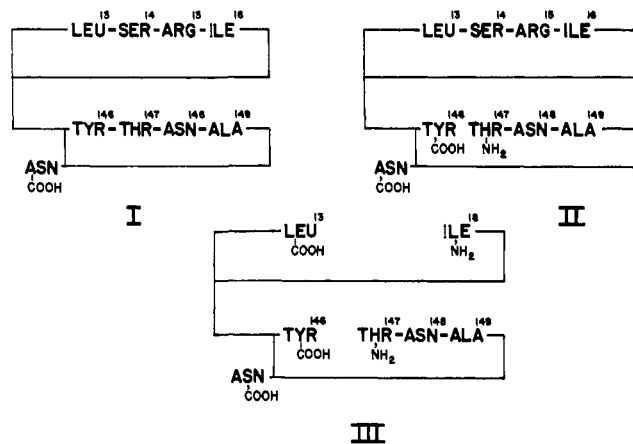 13 14 15 16
LEU-SER-ARG-ILE
146 147 148 149
TYR-THR-ASN-ALA
ASN
COOH
I
13 14 15 16
LEU-SER-ARG-ILE
146 147 148 149
TYR THR-ASN-ALA
COOH NH₂
ASN
COOH
II
13 16
LEU ILE
COOH NH₂
146 147 148 149
TYR THR-ASN-ALA
COOH NH₂
ASN
COOH
III